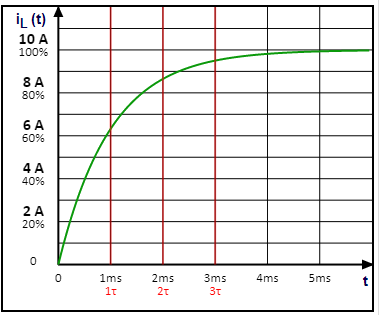 iL (t)
10 A
100%
8 A
80%
6 A
60%
4 A
40%
2 A
20%
0
0 1ms 2ms 3ms 4ms 5ms t
1τ 2τ 3τ